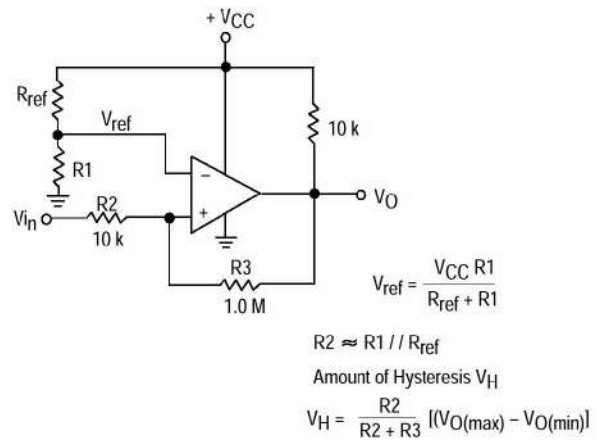 + VCC
Rref
Vref
10 k
R1
–
+
VO
Vin
R2
10 k
R3
1.0 M
Vref = VCC R1 / Rref + R1
R2 ≈ R1 // Rref
Amount of Hysteresis VH
VH = R2 / R2 + R3 [(VO(max) – VO(min)]